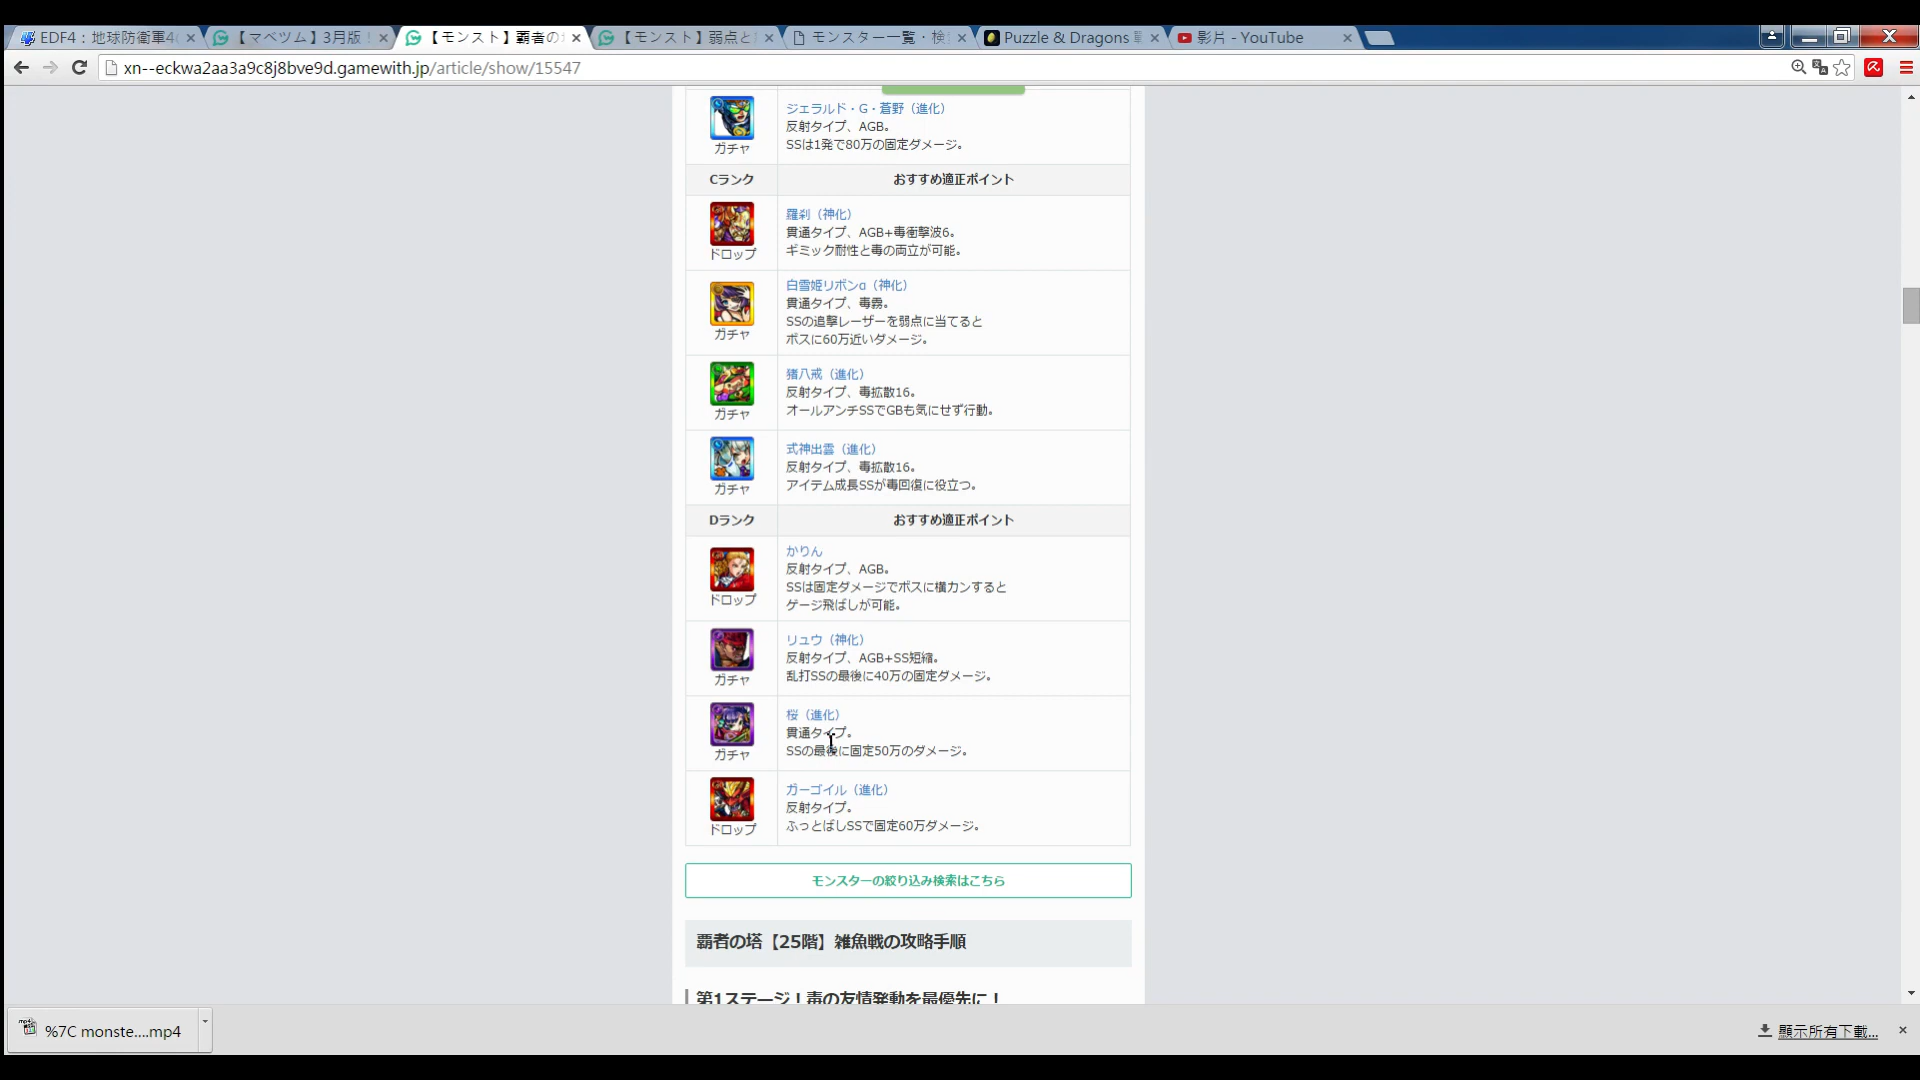 EDF4：地球防衛軍4
【マベツム】3月版！
【モンスト】覇者の
【モンスト】弱点と
モンスター一覧・検
Puzzle & Dragons
影片 - YouTube
xn--eckwa2aa3a9c8j8bve9d.gamewith.jp/article/show/15547
ジェラルド・G・蒼野（進化）
反射タイプ、AGB。
SSは1発で80万の固定ダメージ。
ガチャ
Cランク おすすめ適正ポイント
羅刹（神化）
貫通タイプ、AGB+毒衝撃波6。
ギミック耐性と毒の両立が可能。
ドロップ
白雪姫リボンα（神化）
貫通タイプ、毒霧。
SSの追撃レーザーを弱点に当てると
ボスに60万近いダメージ。
ガチャ
猪八戒（進化）
反射タイプ、毒拡散16。
オールアンチSSでGBも気にせず行動。
ガチャ
式神出雲（進化）
反射タイプ、毒拡散16。
アイテム成長SSが毒回復に役立つ。
ガチャ
Dランク おすすめ適正ポイント
かりん
反射タイプ、AGB。
SSは固定ダメージでボスに横カンすると
ゲージ飛ばしが可能。
ドロップ
リュウ（神化）
反射タイプ、AGB+SS短縮。
乱打SSの最後に40万の固定ダメージ。
ガチャ
桜（進化）
貫通タイプ。
SSの最後に固定50万のダメージ。
ガチャ
ガーゴイル（進化）
反射タイプ。
ふっとばしSSで固定60万ダメージ。
ドロップ
モンスターの絞り込み検索はこちら
覇者の塔【25階】雑魚戦の攻略手順
第1ステージ！毒の友情発動を最優先に！
%7C monste....mp4
顯示所有下載...